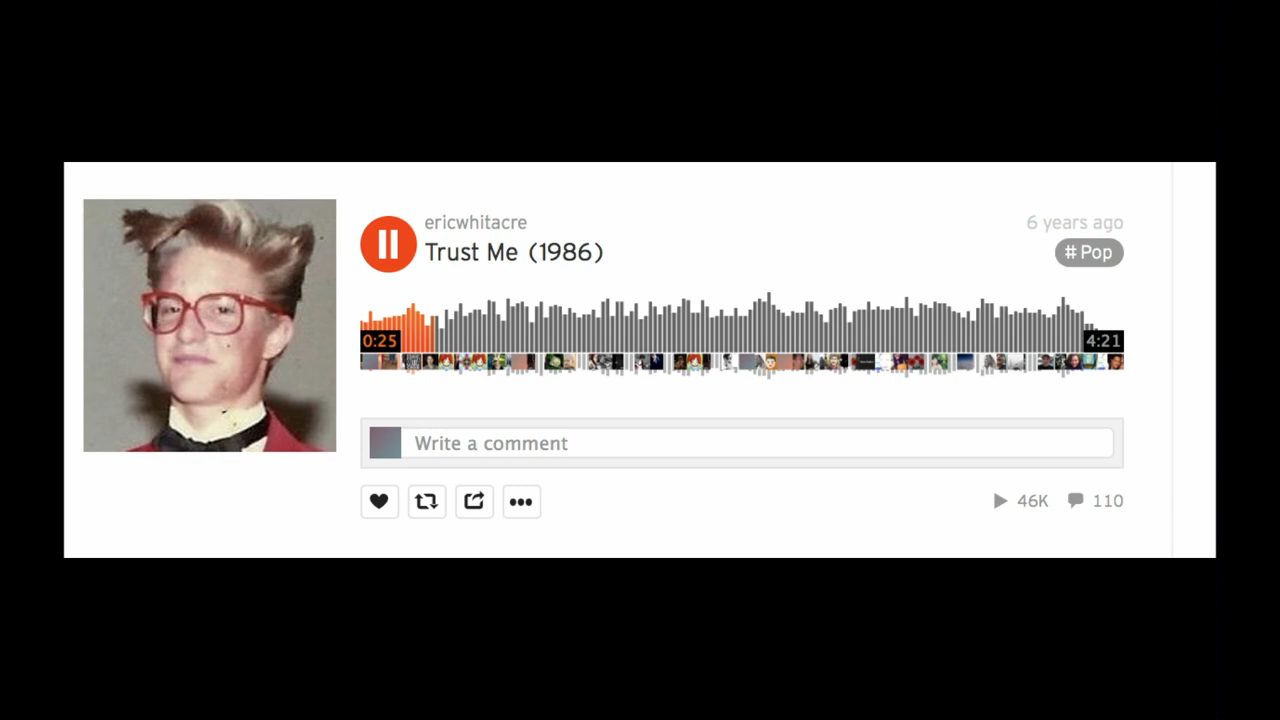 ericwhitacre
6 years ago
Trust Me (1986)
# Pop
0:25
4:21
Write a comment
46K
110